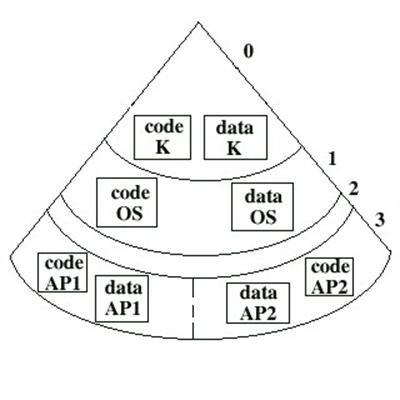 0
code data
K K
1
code data
OS OS
2
3
code
AP1
data
AP1
data
AP2
code
AP2